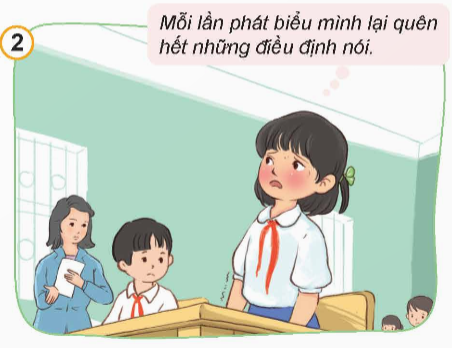 Mỗi lần phát biểu mình lại quên
hết những điều định nói.
2